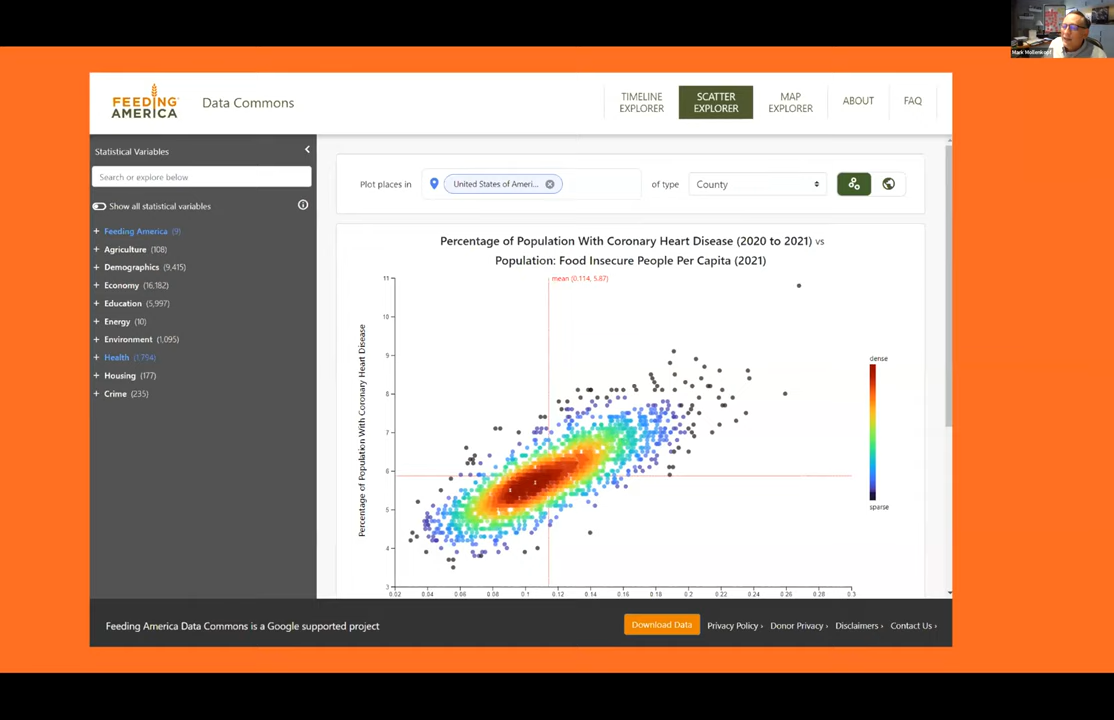 Mark Mollenkopf
FEEDING
AMERICA
Data Commons
TIMELINE
EXPLORER
SCATTER
EXPLORER
MAP
EXPLORER
ABOUT
FAQ
Statistical Variables
Search or explore below
Show all statistical variables
Feeding America (9)
Agriculture (108)
Demographics (9,415)
Economy (16,182)
Education (5,997)
Energy (10)
Environment (1,095)
Health (1,794)
Housing (177)
Crime (235)
Plot places in
United States of Ameri...
of type
County
Percentage of Population With Coronary Heart Disease (2020 to 2021) vs
Population: Food Insecure People Per Capita (2021)
mean (0.114, 5.87)
Percentage of Population With Coronary Heart Disease
11
10
9
8
7
6
5
4
3
0.02 0.04 0.06 0.08 0.1 0.12 0.14 0.16 0.18 0.2 0.22 0.24 0.26 0.28 0.3
dense
sparse
Feeding America Data Commons is a Google supported project
Download Data
Privacy Policy ›
Donor Privacy ›
Disclaimers ›
Contact Us ›